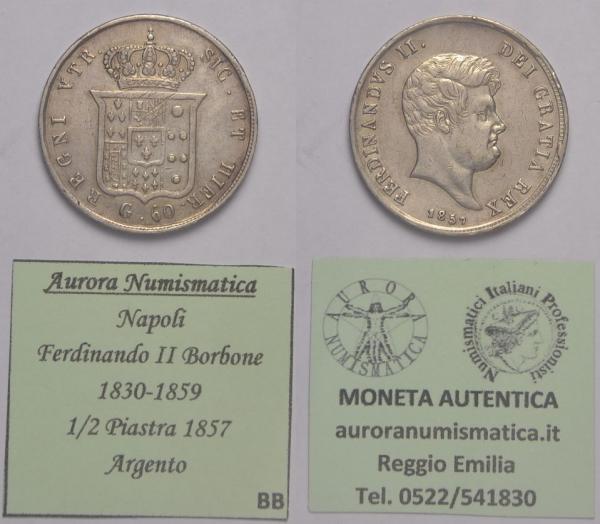 REGNI VTR. SIC. ET HIER.
G. 60
FERDINANDVS II. DEI GRATIA REX
1857
Aurora Numismatica
Napoli
Ferdinando II Borbone
1830-1859
1/2 Piastra 1857
Argento
BB
AURORA
NUMISMATICA
Numismatici Italiani Professionisti
MONETA AUTENTICA
auroranumismatica.it
Reggio Emilia
Tel. 0522/541830